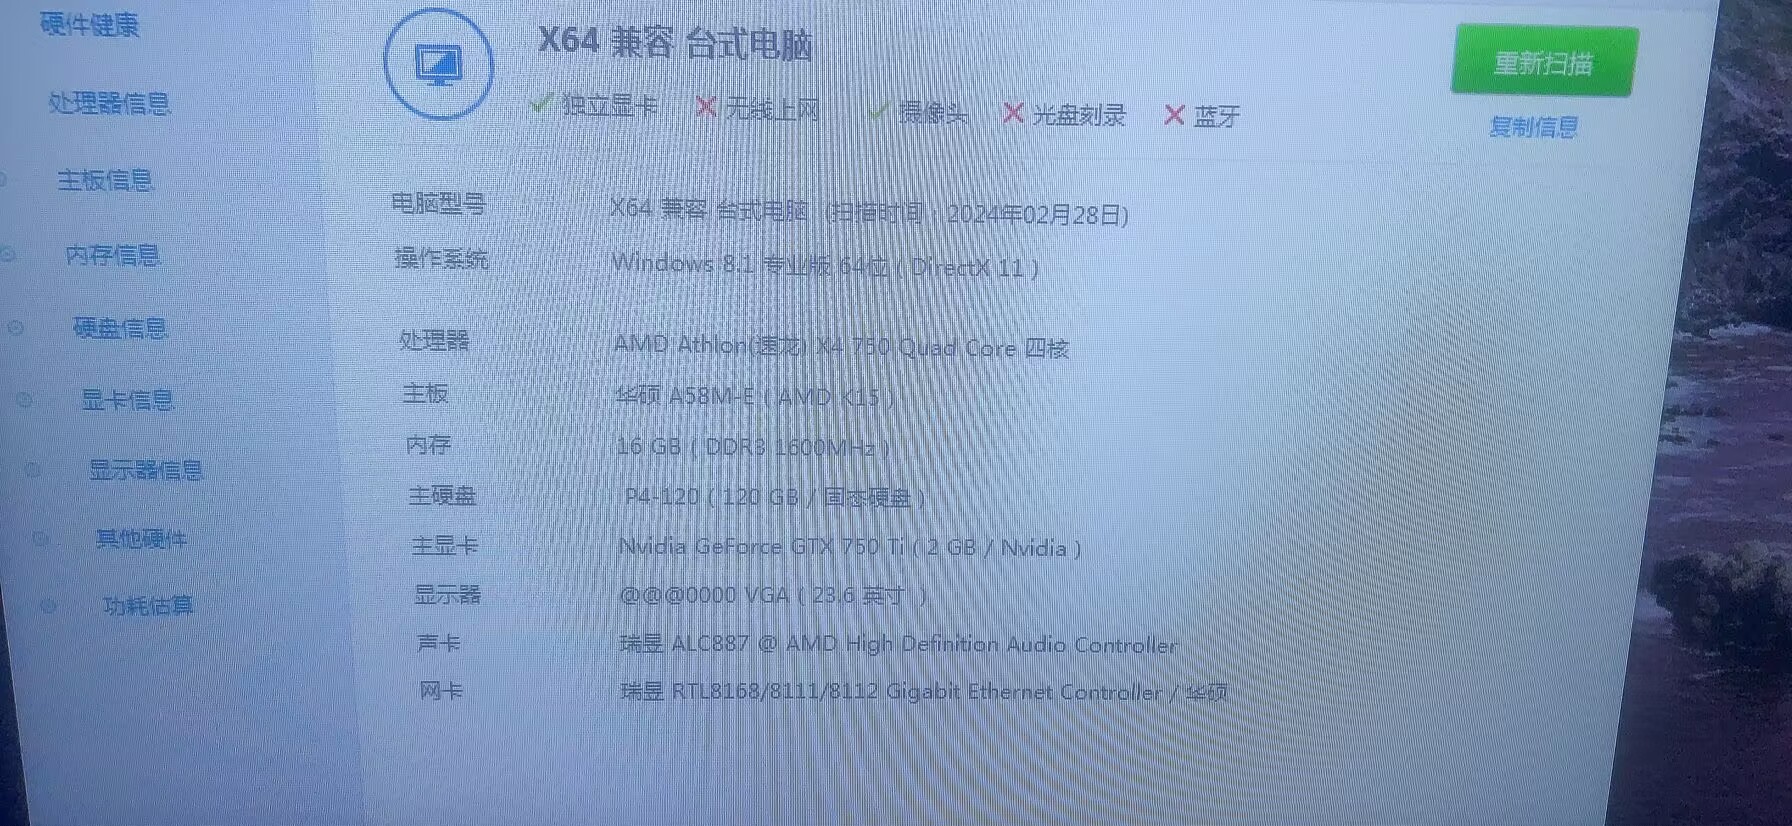 硬件健康
处理器信息
主板信息
内存信息
硬盘信息
显卡信息
显示器信息
其他硬件
功耗估算
X64 兼容 台式电脑
独立显卡 无线上网 摄像头 光盘刻录 蓝牙
重新扫描
复制信息
电脑型号 X64 兼容 台式电脑 (扫描时间:2024年02月28日)
操作系统 Windows 8.1 专业版 64位 ( DirectX 11 )
处理器 AMD Athlon(速龙) X4 750 Quad Core 四核
主板 华硕 A58M-E ( AMD K15 )
内存 16 GB ( DDR3 1600MHz )
主硬盘 P4-120 ( 120 GB / 固态硬盘 )
主显卡 Nvidia GeForce GTX 750 Ti ( 2 GB / Nvidia )
显示器 @@@0000 VGA ( 23.6 英寸 )
声卡 瑞昱 ALC887 @ AMD High Definition Audio Controller
网卡 瑞昱 RTL8168/8111/8112 Gigabit Ethernet Controller / 华硕